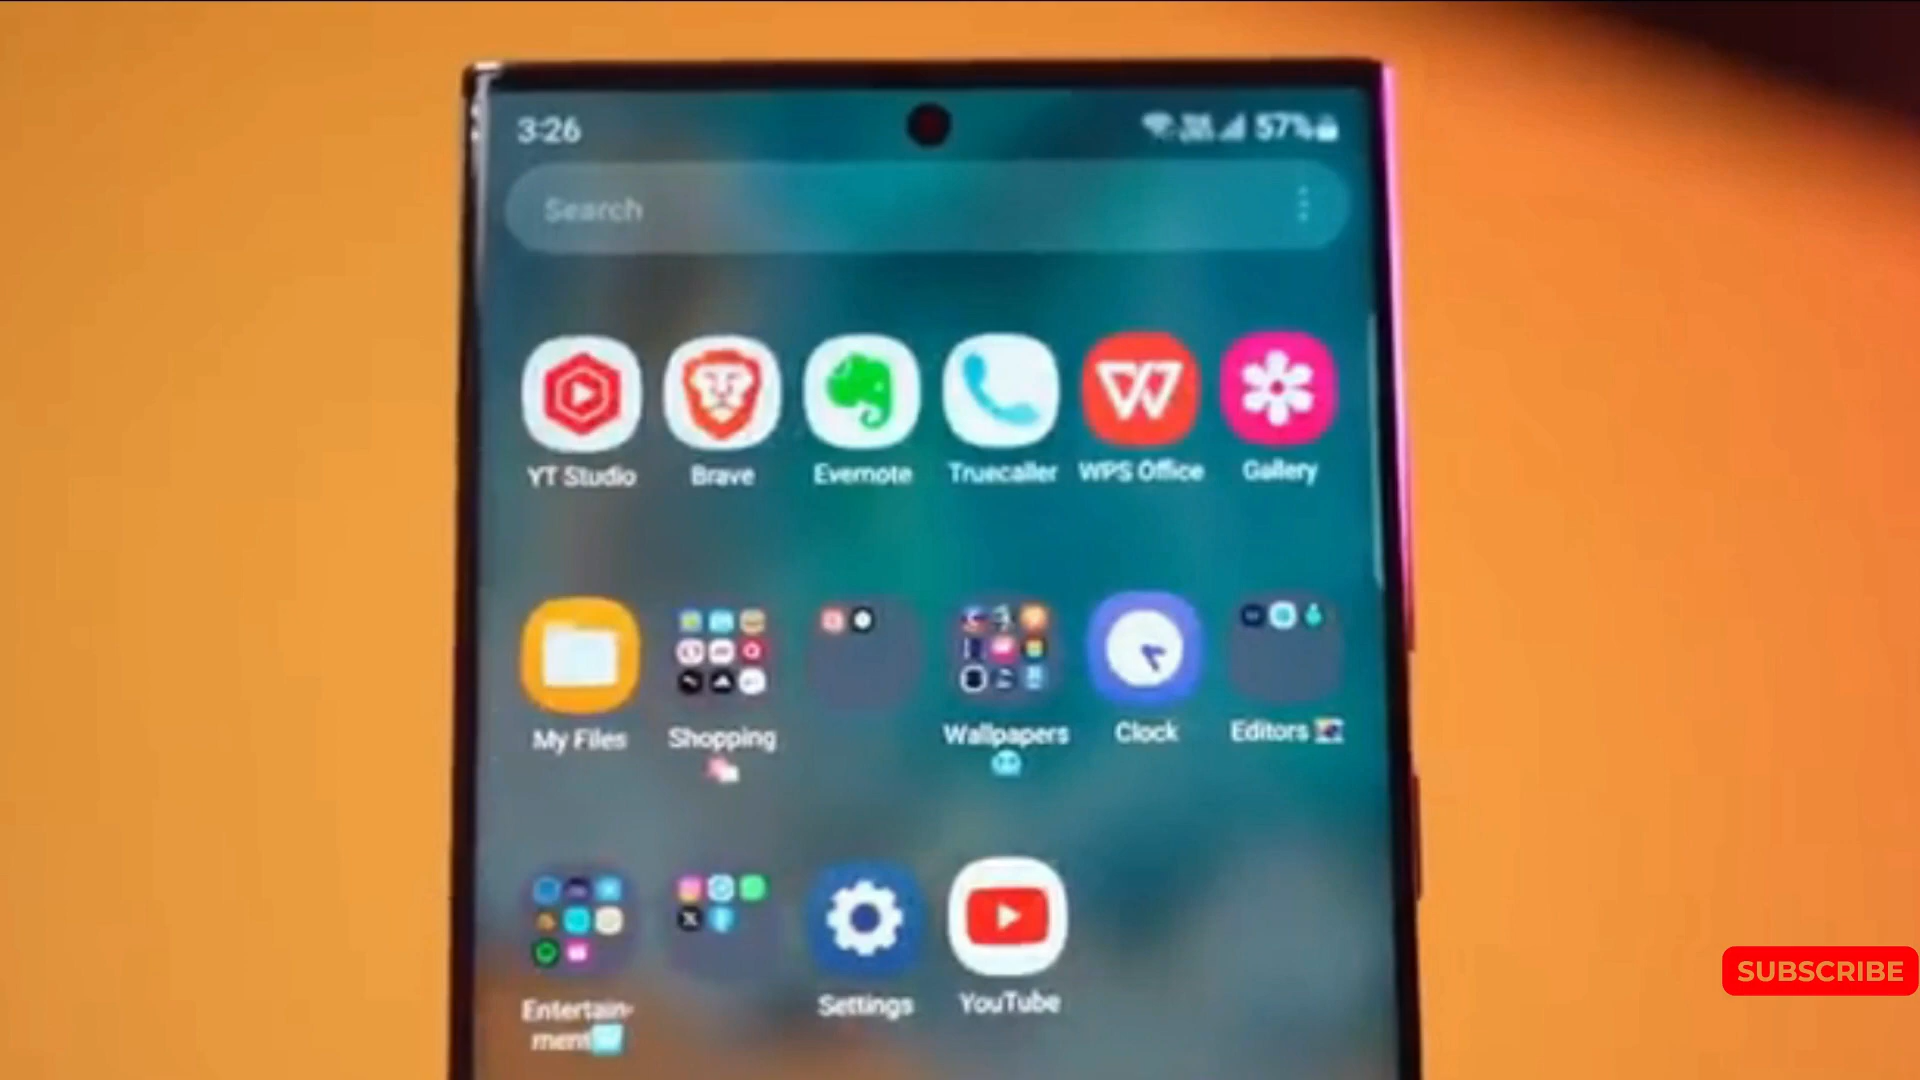 3:26
57%
Search
YT Studio
Brave
Evernote
Truecaller
WPS Office
Gallery
My Files
Shopping
Wallpapers
Clock
Editors
Entertain-
ment
Settings
YouTube
SUBSCRIBE